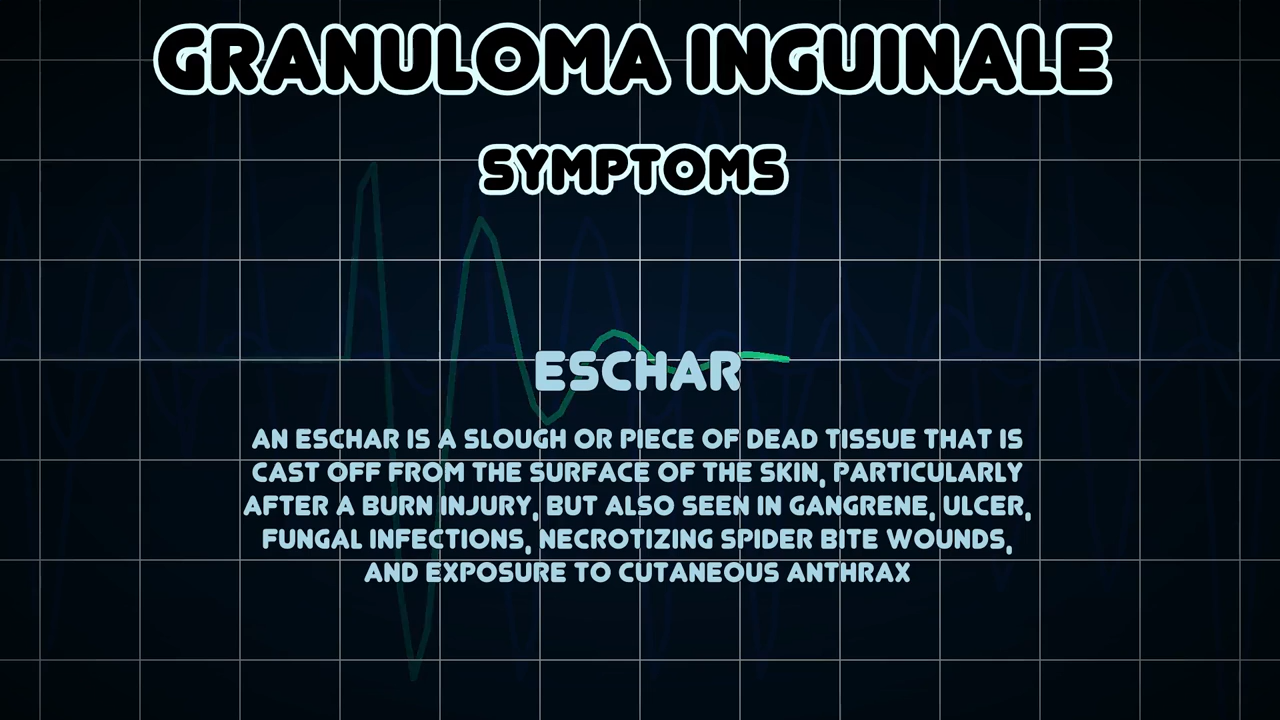 GRANULOMA INGUINALE
SYMPTOMS
ESCHAR
AN ESCHAR IS A SLOUGH OR PIECE OF DEAD TISSUE THAT IS
CAST OFF FROM THE SURFACE OF THE SKIN, PARTICULARLY
AFTER A BURN INJURY, BUT ALSO SEEN IN GANGRENE, ULCER,
FUNGAL INFECTIONS, NECROTIZING SPIDER BITE WOUNDS,
AND EXPOSURE TO CUTANEOUS ANTHRAX